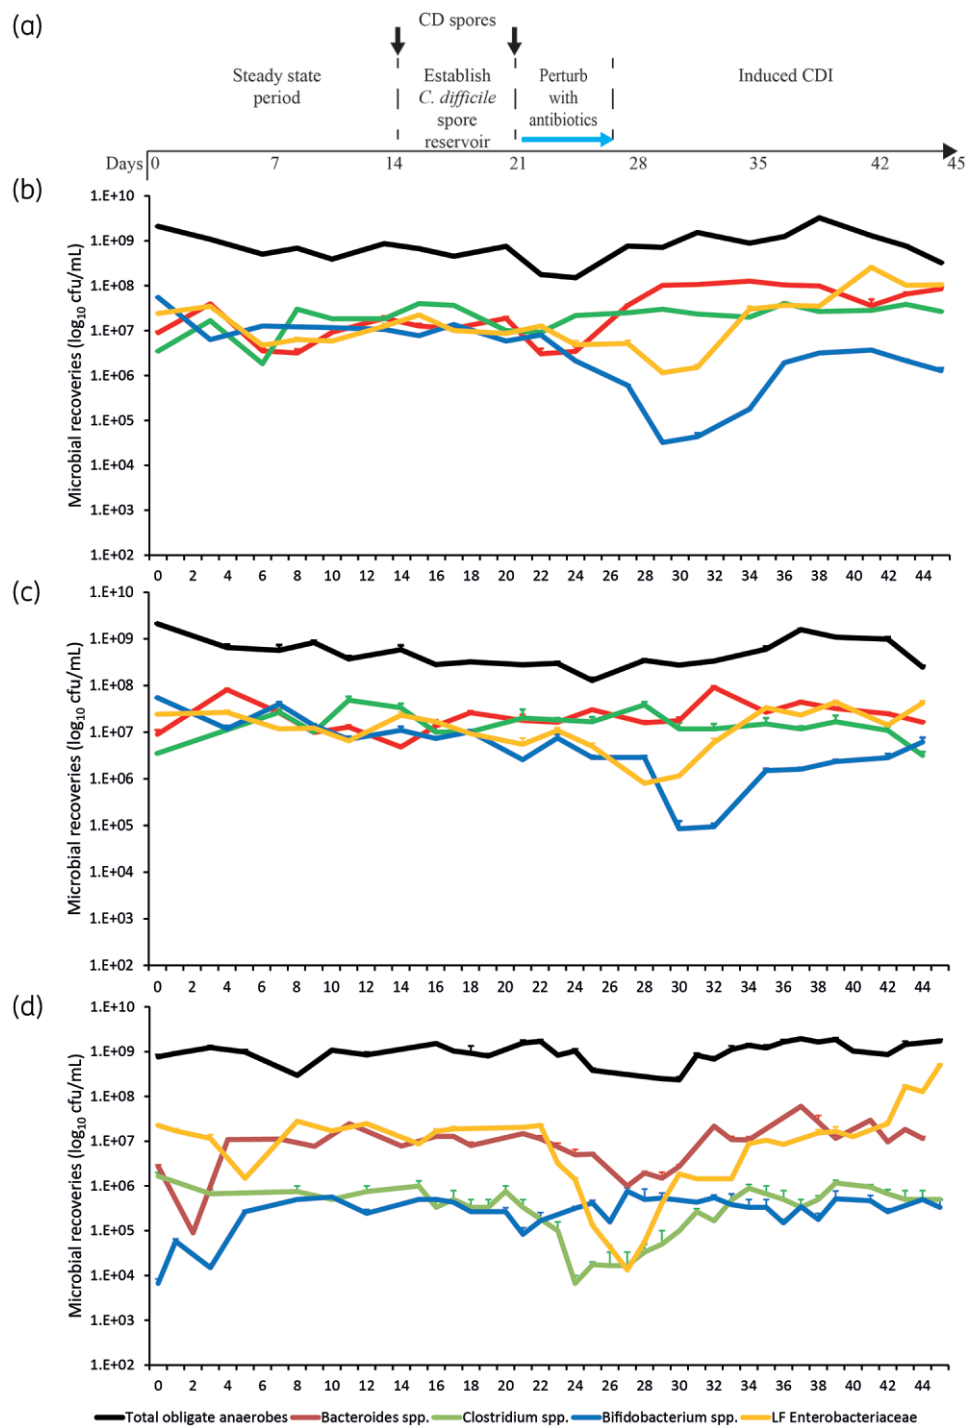 (a)
CD spores
Steady state
period
Establish
C. difficile
spore
reservoir
Perturb
with
antibiotics
Induced CDI
Days 0 7 14 21 28 35 42 45
(b)
Microbial recoveries (log10 cfu/mL)
1.E+10
1.E+09
1.E+08
1.E+07
1.E+06
1.E+05
1.E+04
1.E+03
1.E+02
0 2 4 6 8 10 12 14 16 18 20 22 24 26 28 30 32 34 36 38 40 42 44
(c)
Microbial recoveries (log10 cfu/mL)
1.E+10
1.E+09
1.E+08
1.E+07
1.E+06
1.E+05
1.E+04
1.E+03
1.E+02
0 2 4 6 8 10 12 14 16 18 20 22 24 26 28 30 32 34 36 38 40 42 44
(d)
Microbial recoveries (log10 cfu/mL)
1.E+10
1.E+09
1.E+08
1.E+07
1.E+06
1.E+05
1.E+04
1.E+03
1.E+02
0 2 4 6 8 10 12 14 16 18 20 22 24 26 28 30 32 34 36 38 40 42 44
Total obligate anaerobes Bacteroides spp. Clostridium spp. Bifidobacterium spp. LF Enterobacteriaceae